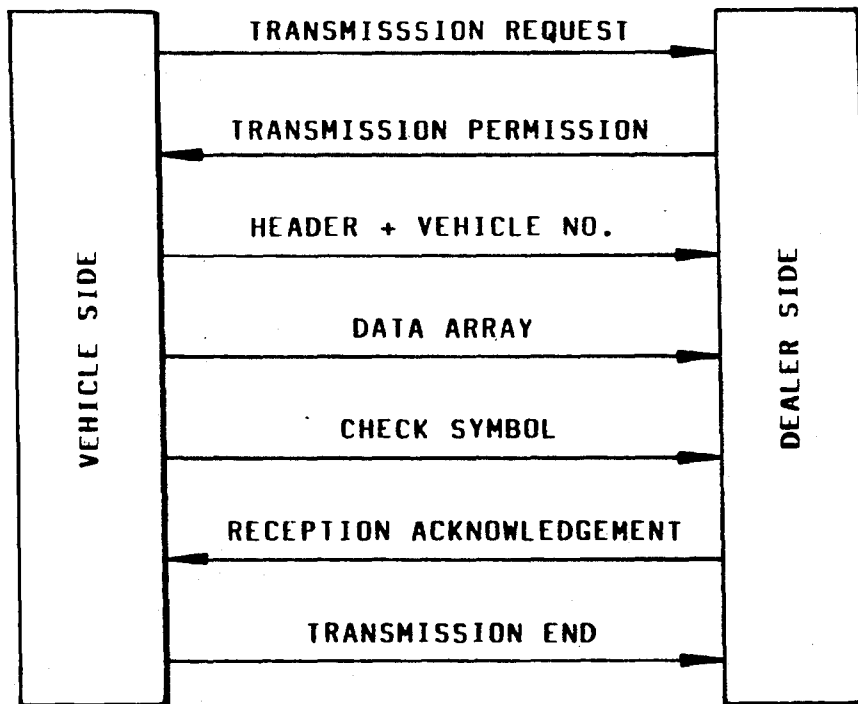 TRANSMISSSION REQUEST
TRANSMISSION PERMISSION
HEADER + VEHICLE NO.
DATA ARRAY
CHECK SYMBOL
RECEPTION ACKNOWLEDGEMENT
TRANSMISSION END
VEHICLE SIDE
DEALER SIDE